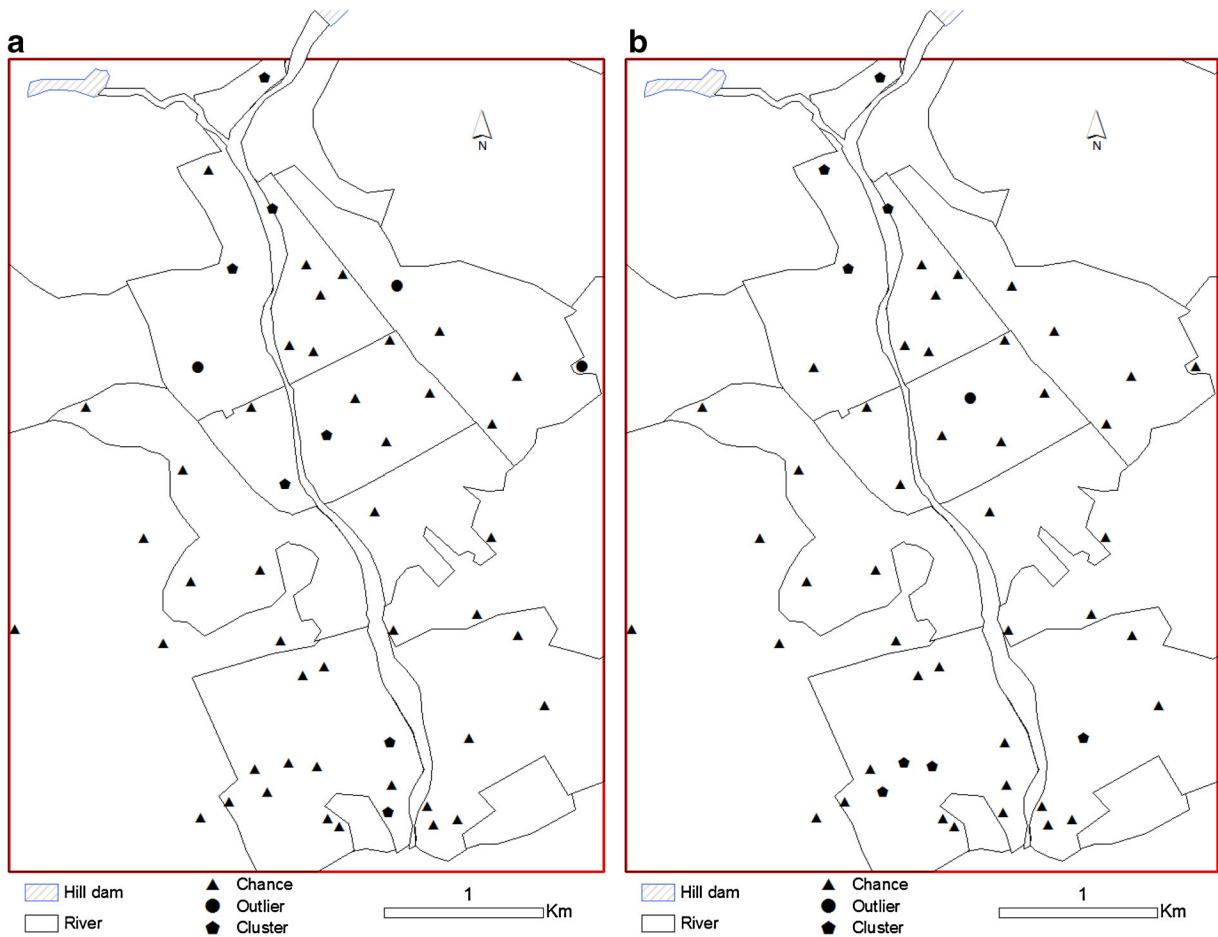 a
b
N
N
Hill dam
River
Chance
Outlier
Cluster
1
Km
Hill dam
River
Chance
Outlier
Cluster
1
Km